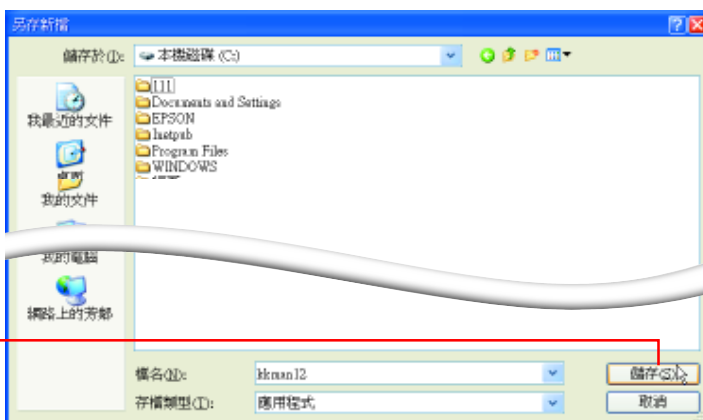 另存新檔
儲存於(I):
本機磁碟 (C:)
111
Documents and Settings
EPSON
Inetpub
Program Files
WINDOWS
我最近的文件
桌面
我的文件
我的電腦
網路上的芳鄰
檔名(N):
kkman12
儲存(S)
存檔類型(T):
應用程式
取消